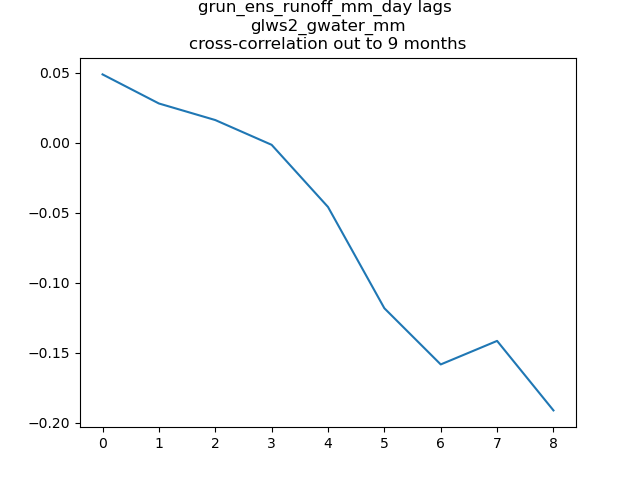 grun_ens_runoff_mm_day lags
glws2_gwater_mm
cross-correlation out to 9 months
0.05
0.00
−0.05
−0.10
−0.15
−0.20
0 1 2 3 4 5 6 7 8